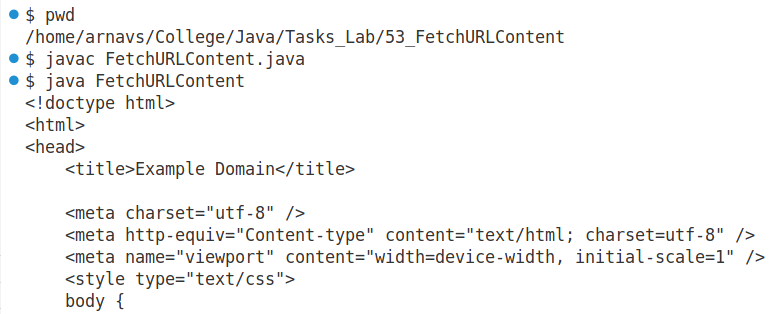 $ pwd
/home/arnavs/College/Java/Tasks_Lab/53_FetchURLContent
$ javac FetchURLContent.java
$ java FetchURLContent
<!doctype html>
<html>
<head>
    <title>Example Domain</title>

    <meta charset="utf-8" />
    <meta http-equiv="Content-type" content="text/html; charset=utf-8" />
    <meta name="viewport" content="width=device-width, initial-scale=1" />
    <style type="text/css">
    body {